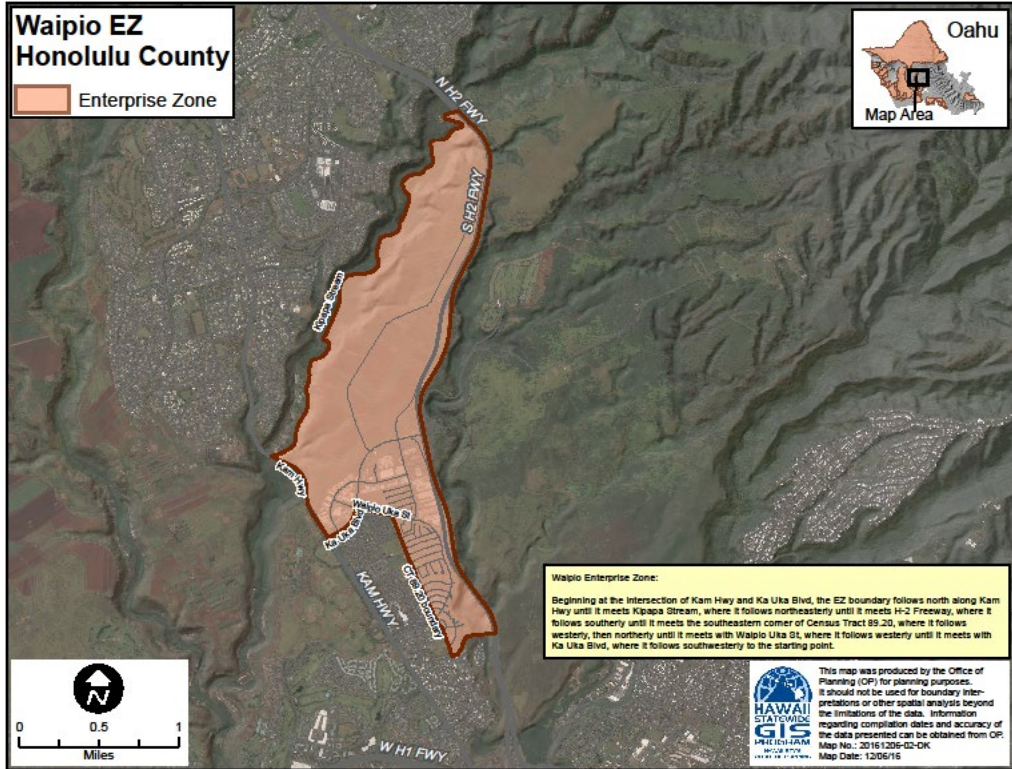 Waipio EZ
Honolulu County
Enterprise Zone
Oahu
Map Area
N H2 FWY
S H2 FWY
Kipapa Stream
Kam Hwy
Waipio Uka St
Ka Uka Blvd
KAM HWY
CT 89.20 boundary
W H1 FWY
Waipio Enterprise Zone:
Beginning at the intersection of Kam Hwy and Ka Uka Blvd, the EZ boundary follows north along Kam
Hwy until it meets Kipapa Stream, where it follows northeasterly until it meets H-2 Freeway, where it
follows southerly until it meets the southeastern corner of Census Tract 89.20, where it follows
westerly, then northerly until it meets with Waipio Uka St, where it follows westerly until it meets with
Ka Uka Blvd, where it follows southwesterly to the starting point.
N
0 0.5 1
Miles
HAWAII
STATEWIDE
GIS
PROGRAM
This map was produced by the Office of
Planning (OP) for planning purposes.
It should not be used for boundary inter-
pretations or other spatial analysis beyond
the limitations of the data. Information
regarding compilation dates and accuracy of
the data presented can be obtained from OP.
Map No.: 20161206-02-DK
Map Date: 12/06/16